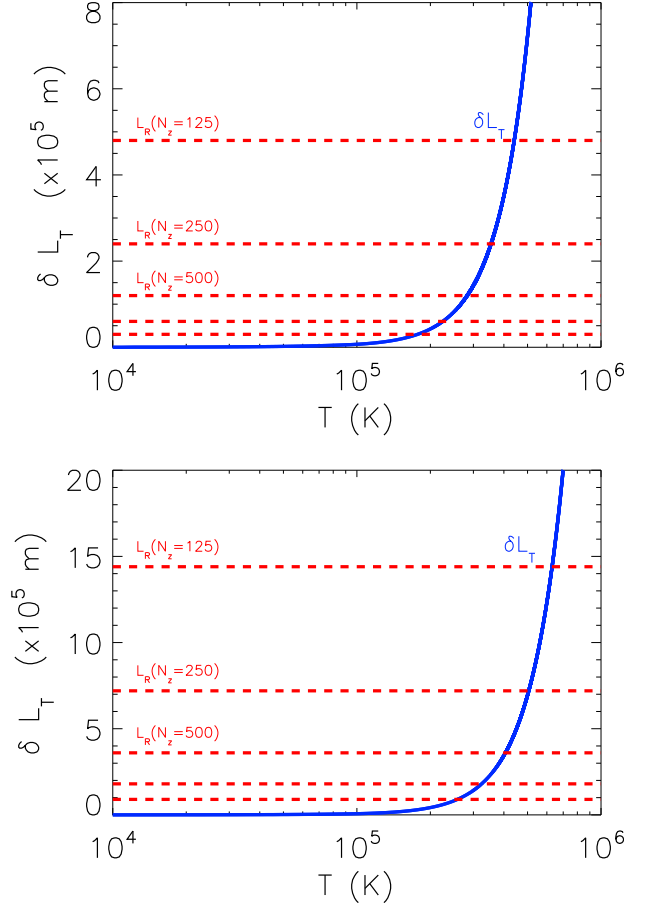 8
6
4
2
0
δ L_T (x10^5 m)
L_R(N_z=125)
δL_T
L_R(N_z=250)
L_R(N_z=500)
10^4 10^5 10^6
T (K)
20
15
10
5
0
δ L_T (x10^5 m)
L_R(N_z=125)
δL_T
L_R(N_z=250)
L_R(N_z=500)
10^4 10^5 10^6
T (K)